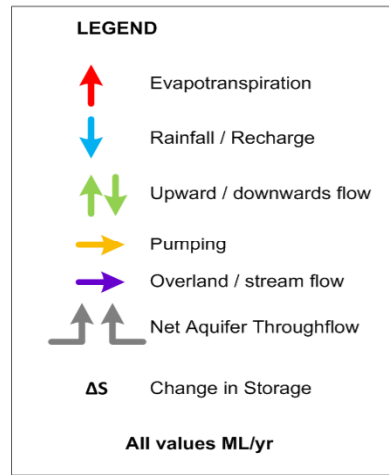 LEGEND
Evapotranspiration
Rainfall / Recharge
Upward / downwards flow
Pumping
Overland / stream flow
Net Aquifer Throughflow
ΔS Change in Storage
All values ML/yr